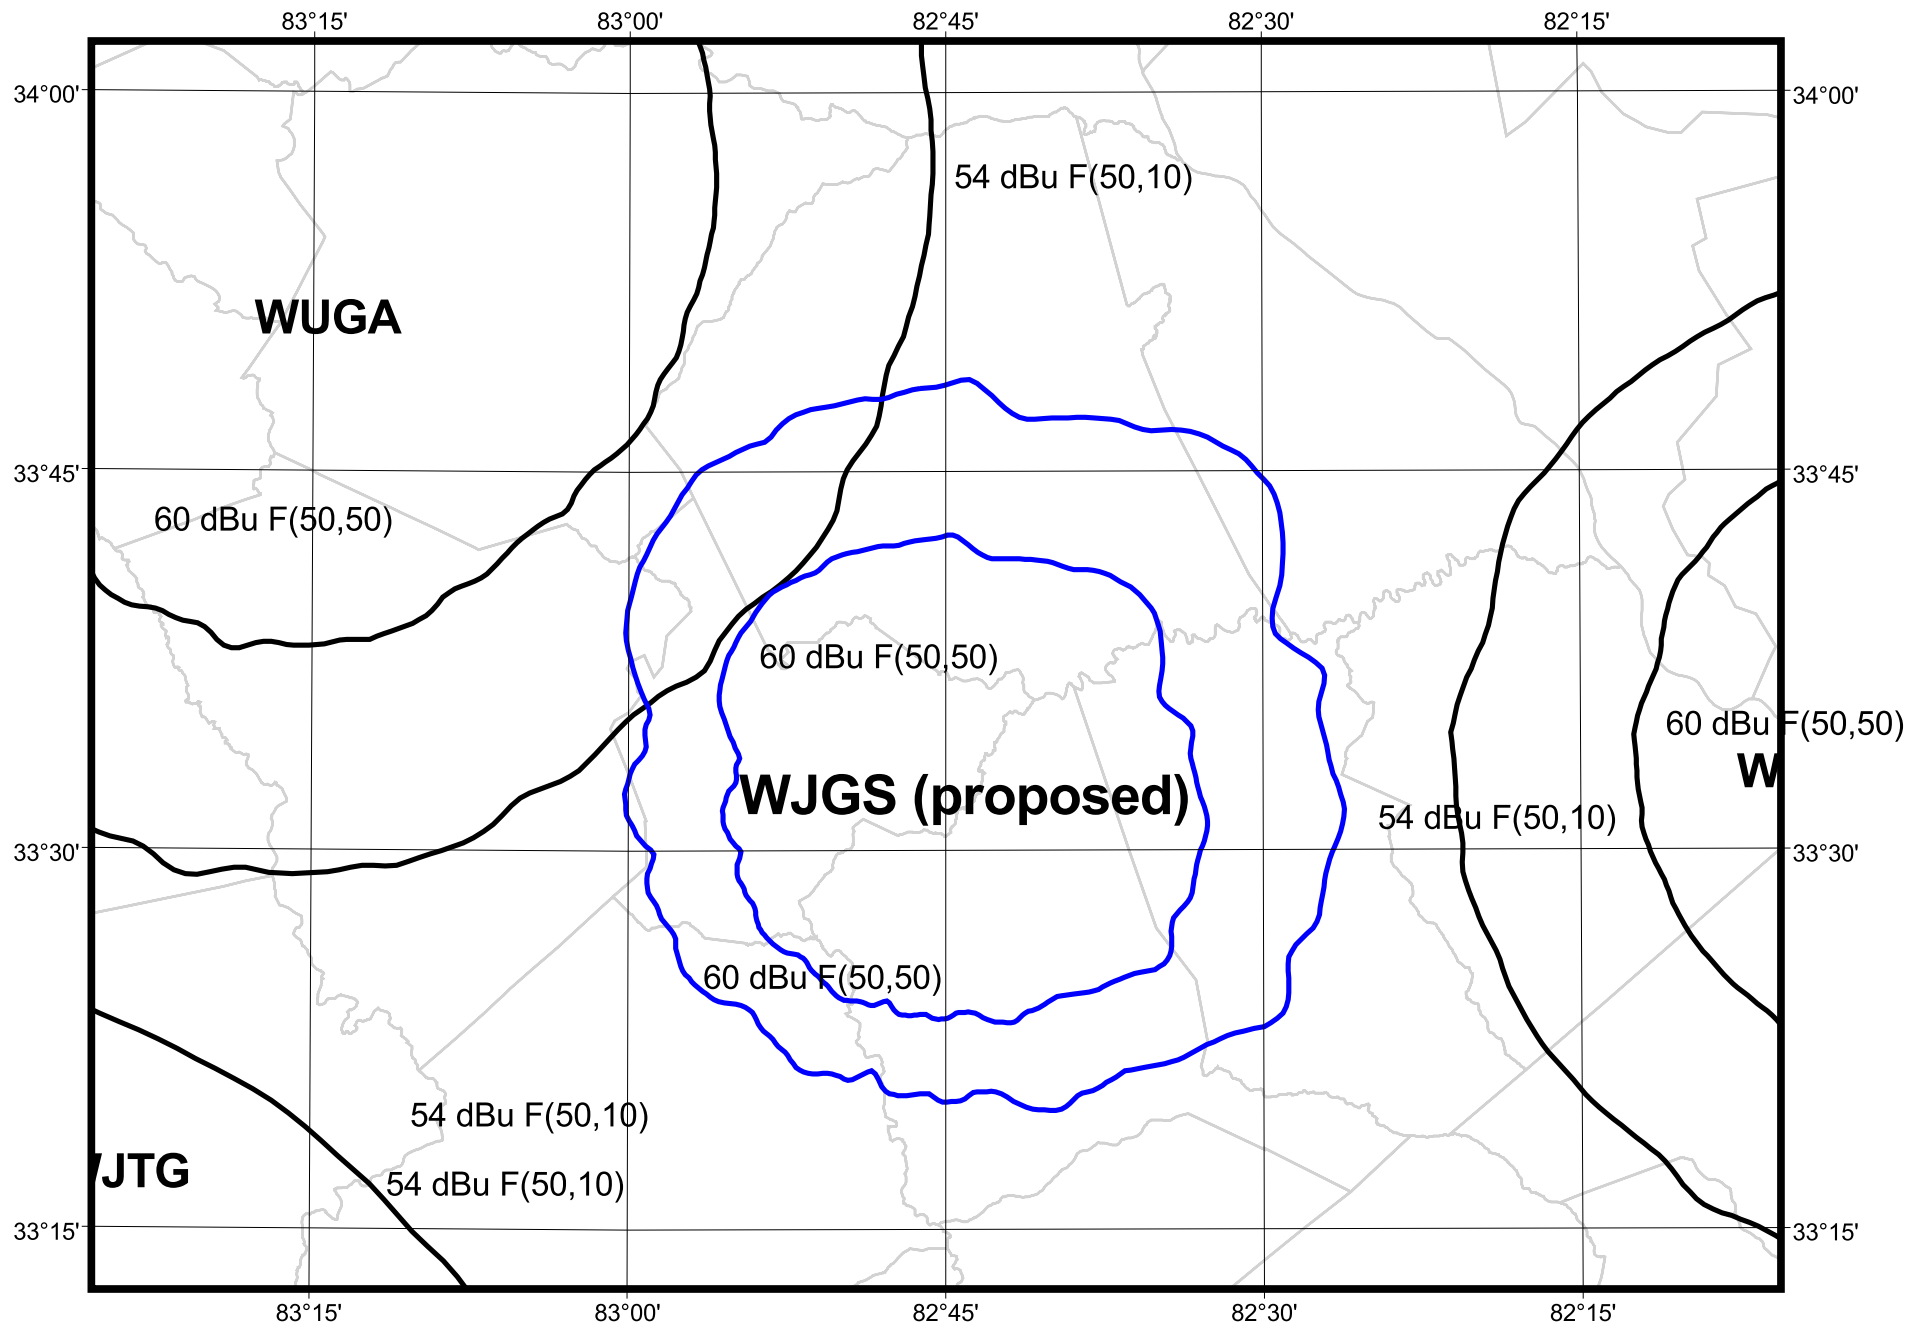 83°15' 83°00' 82°45' 82°30' 82°15'
34°00' 34°00'
54 dBu F(50,10)
WUGA
33°45' 33°45'
60 dBu F(50,50)
60 dBu F(50,50)
60 dBu F(50,50)
W
WJGS (proposed)
54 dBu F(50,10)
33°30' 33°30'
60 dBu F(50,50)
54 dBu F(50,10)
JTG
54 dBu F(50,10)
33°15' 33°15'
83°15' 83°00' 82°45' 82°30' 82°15'